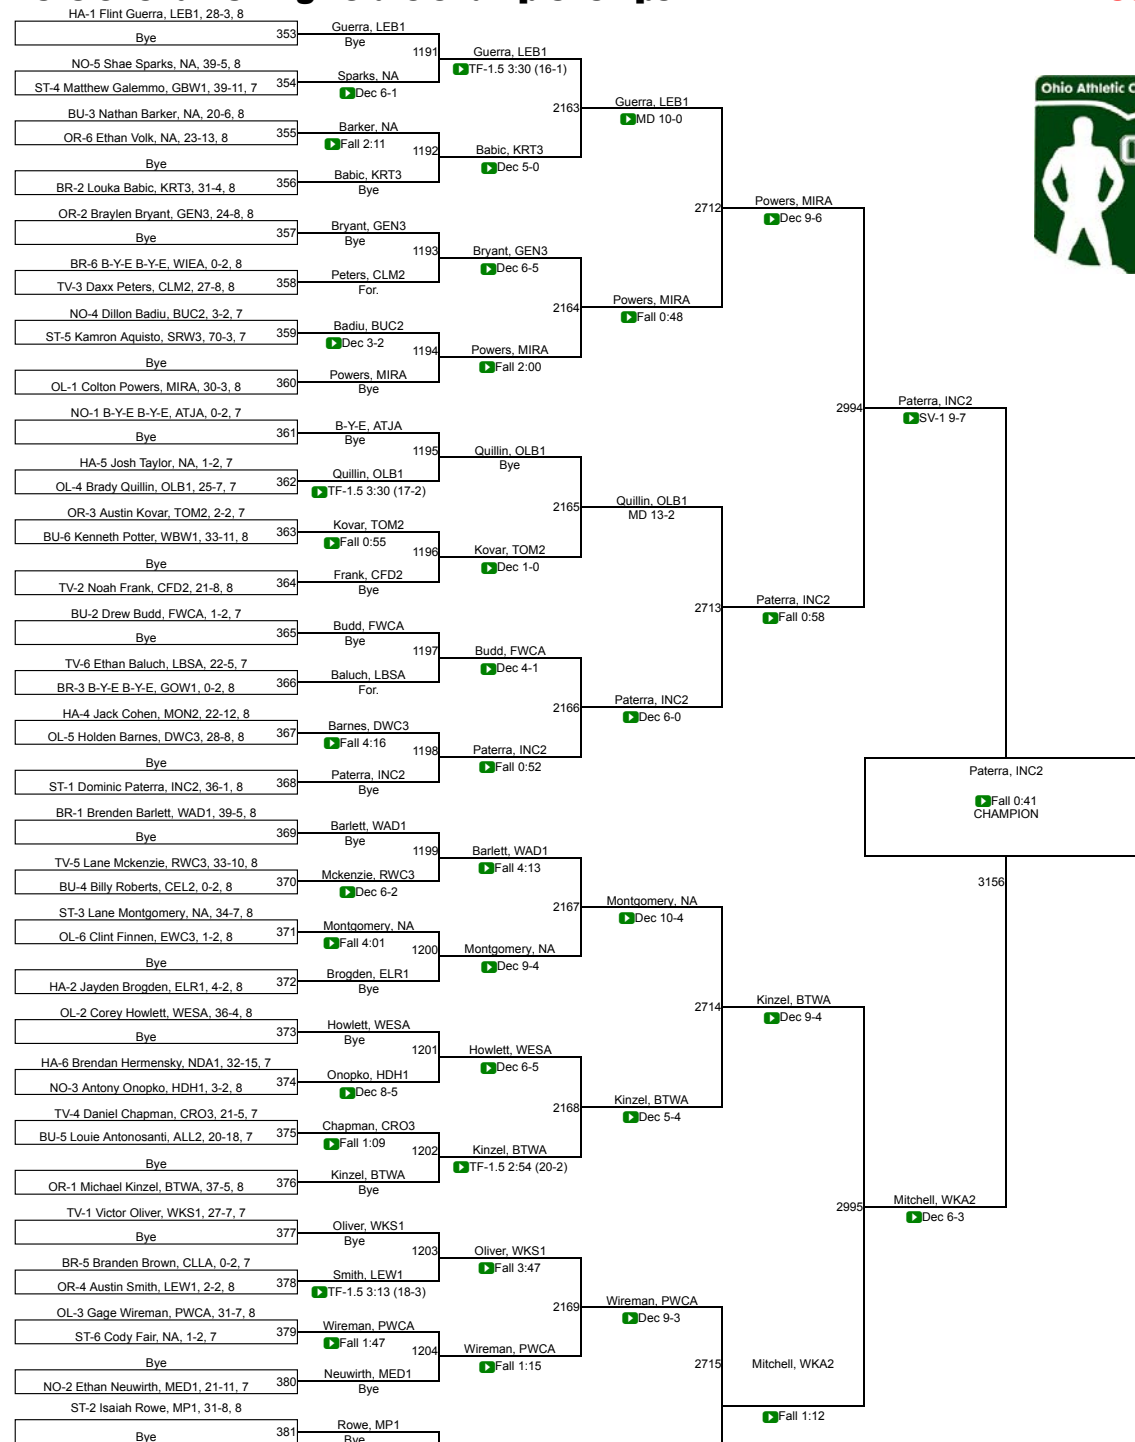 HA-1 Flint Guerra, LEB1, 28-3, 8
Bye
353
Guerra, LEB1
Bye
1191
Guerra, LEB1
TF-1.5 3:30 (16-1)
NO-5 Shae Sparks, NA, 39-5, 8
ST-4 Matthew Galemmo, GBW1, 39-11, 7
354
Sparks, NA
Dec 6-1
2163
Guerra, LEB1
MD 10-0
BU-3 Nathan Barker, NA, 20-6, 8
OR-6 Ethan Volk, NA, 23-13, 8
355
Barker, NA
Fall 2:11
1192
Babic, KRT3
Dec 5-0
Bye
BR-2 Louka Babic, KRT3, 31-4, 8
356
Babic, KRT3
Bye
2712
Powers, MIRA
Dec 9-6
OR-2 Braylen Bryant, GEN3, 24-8, 8
Bye
357
Bryant, GEN3
Bye
1193
Bryant, GEN3
Dec 6-5
BR-6 B-Y-E B-Y-E, WIEA, 0-2, 8
TV-3 Daxx Peters, CLM2, 27-8, 8
358
Peters, CLM2
For.
2164
Powers, MIRA
Fall 0:48
NO-4 Dillon Badiu, BUC2, 3-2, 7
ST-5 Kamron Aquisto, SRW3, 70-3, 7
359
Badiu, BUC2
Dec 3-2
1194
Powers, MIRA
Fall 2:00
Bye
OL-1 Colton Powers, MIRA, 30-3, 8
360
Powers, MIRA
Bye
2994
Paterra, INC2
SV-1 9-7
NO-1 B-Y-E B-Y-E, ATJA, 0-2, 7
Bye
361
B-Y-E, ATJA
Bye
1195
Quillin, OLB1
Bye
HA-5 Josh Taylor, NA, 1-2, 7
OL-4 Brady Quillin, OLB1, 25-7, 7
362
Quillin, OLB1
TF-1.5 3:30 (17-2)
2165
Quillin, OLB1
MD 13-2
OR-3 Austin Kovar, TOM2, 2-2, 7
BU-6 Kenneth Potter, WBW1, 33-11, 8
363
Kovar, TOM2
Fall 0:55
1196
Kovar, TOM2
Dec 1-0
Bye
TV-2 Noah Frank, CFD2, 21-8, 8
364
Frank, CFD2
Bye
2713
Paterra, INC2
Fall 0:58
BU-2 Drew Budd, FWCA, 1-2, 7
Bye
365
Budd, FWCA
Bye
1197
Budd, FWCA
Dec 4-1
TV-6 Ethan Baluch, LBSA, 22-5, 7
BR-3 B-Y-E B-Y-E, GOW1, 0-2, 8
366
Baluch, LBSA
For.
2166
Paterra, INC2
Dec 6-0
HA-4 Jack Cohen, MON2, 22-12, 8
OL-5 Holden Barnes, DWC3, 28-8, 8
367
Barnes, DWC3
Fall 4:16
1198
Paterra, INC2
Fall 0:52
Bye
ST-1 Dominic Paterra, INC2, 36-1, 8
368
Paterra, INC2
Bye
Paterra, INC2
Fall 0:41
CHAMPION
3156
BR-1 Brenden Barlett, WAD1, 39-5, 8
Bye
369
Barlett, WAD1
Bye
1199
Barlett, WAD1
Fall 4:13
TV-5 Lane Mckenzie, RWC3, 33-10, 8
BU-4 Billy Roberts, CEL2, 0-2, 8
370
Mckenzie, RWC3
Dec 6-2
2167
Montgomery, NA
Dec 10-4
ST-3 Lane Montgomery, NA, 34-7, 8
OL-6 Clint Finnen, EWC3, 1-2, 8
371
Montgomery, NA
Fall 4:01
1200
Montgomery, NA
Dec 9-4
Bye
HA-2 Jayden Brogden, ELR1, 4-2, 8
372
Brogden, ELR1
Bye
2714
Kinzel, BTWA
Dec 9-4
OL-2 Corey Howlett, WESA, 36-4, 8
Bye
373
Howlett, WESA
Bye
1201
Howlett, WESA
Dec 6-5
HA-6 Brendan Hermensky, NDA1, 32-15, 7
NO-3 Antony Onopko, HDH1, 3-2, 8
374
Onopko, HDH1
Dec 8-5
2168
Kinzel, BTWA
Dec 5-4
TV-4 Daniel Chapman, CRO3, 21-5, 7
BU-5 Louie Antonosanti, ALL2, 20-18, 7
375
Chapman, CRO3
Fall 1:09
1202
Kinzel, BTWA
TF-1.5 2:54 (20-2)
Bye
OR-1 Michael Kinzel, BTWA, 37-5, 8
376
Kinzel, BTWA
Bye
2995
Mitchell, WKA2
Dec 6-3
TV-1 Victor Oliver, WKS1, 27-7, 7
Bye
377
Oliver, WKS1
Bye
1203
Oliver, WKS1
Fall 3:47
BR-5 Branden Brown, CLLA, 0-2, 7
OR-4 Austin Smith, LEW1, 2-2, 8
378
Smith, LEW1
TF-1.5 3:13 (18-3)
2169
Wireman, PWCA
Dec 9-3
OL-3 Gage Wireman, PWCA, 31-7, 8
ST-6 Cody Fair, NA, 1-2, 7
379
Wireman, PWCA
Fall 1:47
1204
Wireman, PWCA
Fall 1:15
Bye
NO-2 Ethan Neuwirth, MED1, 21-11, 7
380
Neuwirth, MED1
Bye
2715
Mitchell, WKA2
Fall 1:12
ST-2 Isaiah Rowe, MP1, 31-8, 8
Bye
381
Rowe, MP1
Bye
Ohio Athletic C